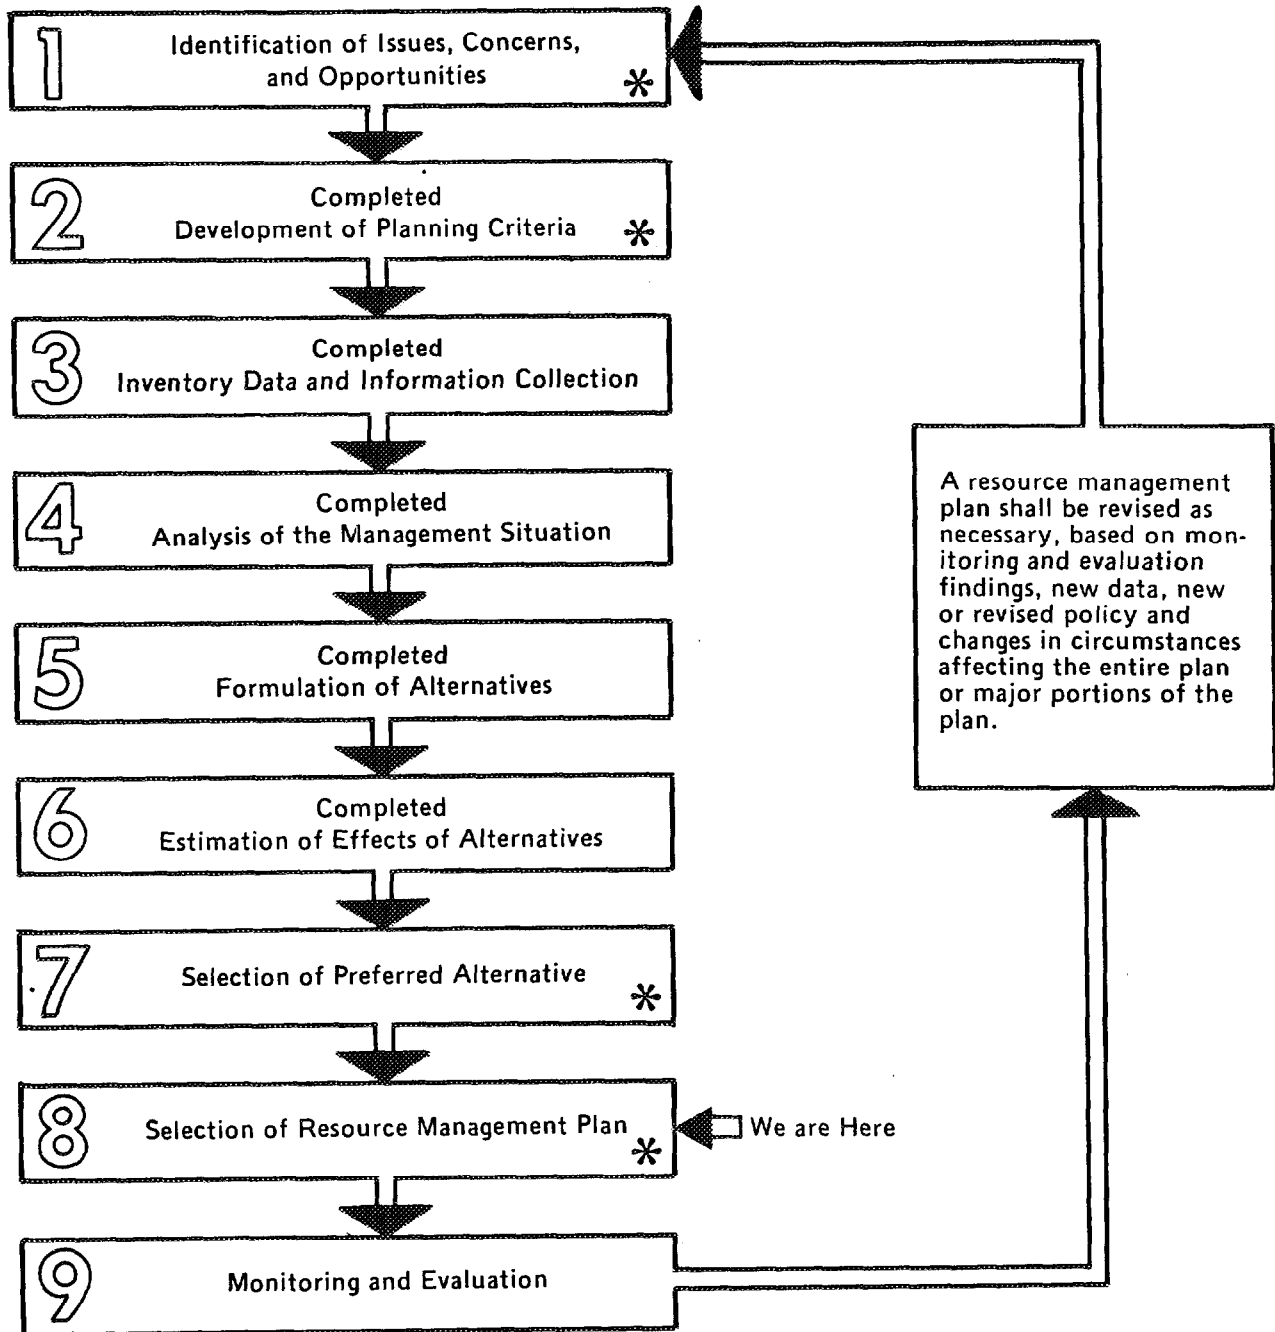 1
Identification of Issues, Concerns,
and Opportunities
*
2
Completed
Development of Planning Criteria
*
3
Completed
Inventory Data and Information Collection
4
Completed
Analysis of the Management Situation
5
Completed
Formulation of Alternatives
6
Completed
Estimation of Effects of Alternatives
7
Selection of Preferred Alternative
*
8
Selection of Resource Management Plan
*
We are Here
9
Monitoring and Evaluation
A resource management
plan shall be revised as
necessary, based on mon-
itoring and evaluation
findings, new data, new
or revised policy and
changes in circumstances
affecting the entire plan
or major portions of the
plan.